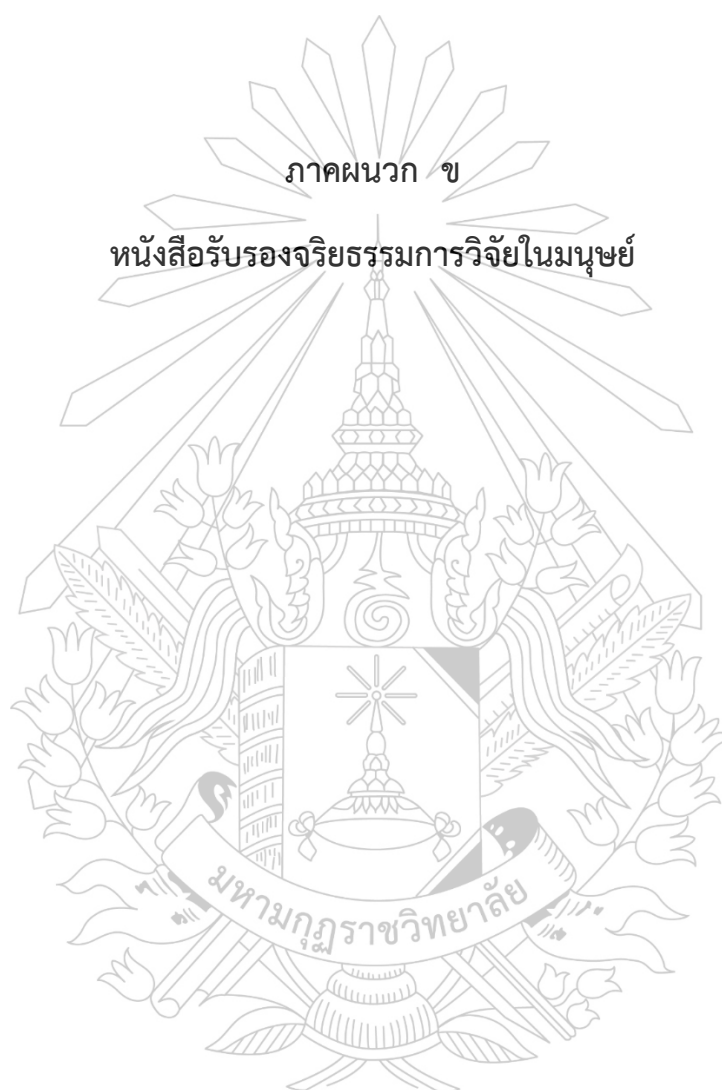 ภาคผนวก ข
หนังสือรับรองจริยธรรมการวิจัยในมนุษย์
มหามกุฏราชวิทยาลัย